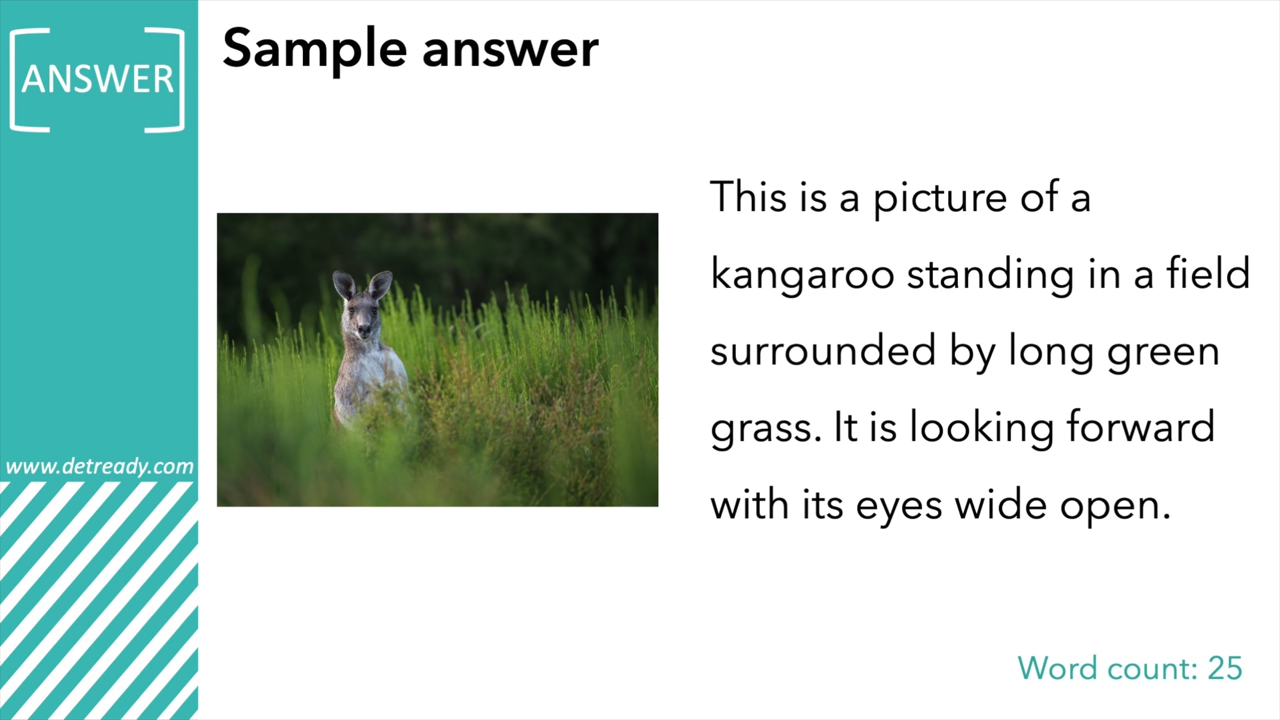 ANSWER
Sample answer
This is a picture of a
kangaroo standing in a field
surrounded by long green
grass. It is looking forward
with its eyes wide open.
www.detready.com
Word count: 25